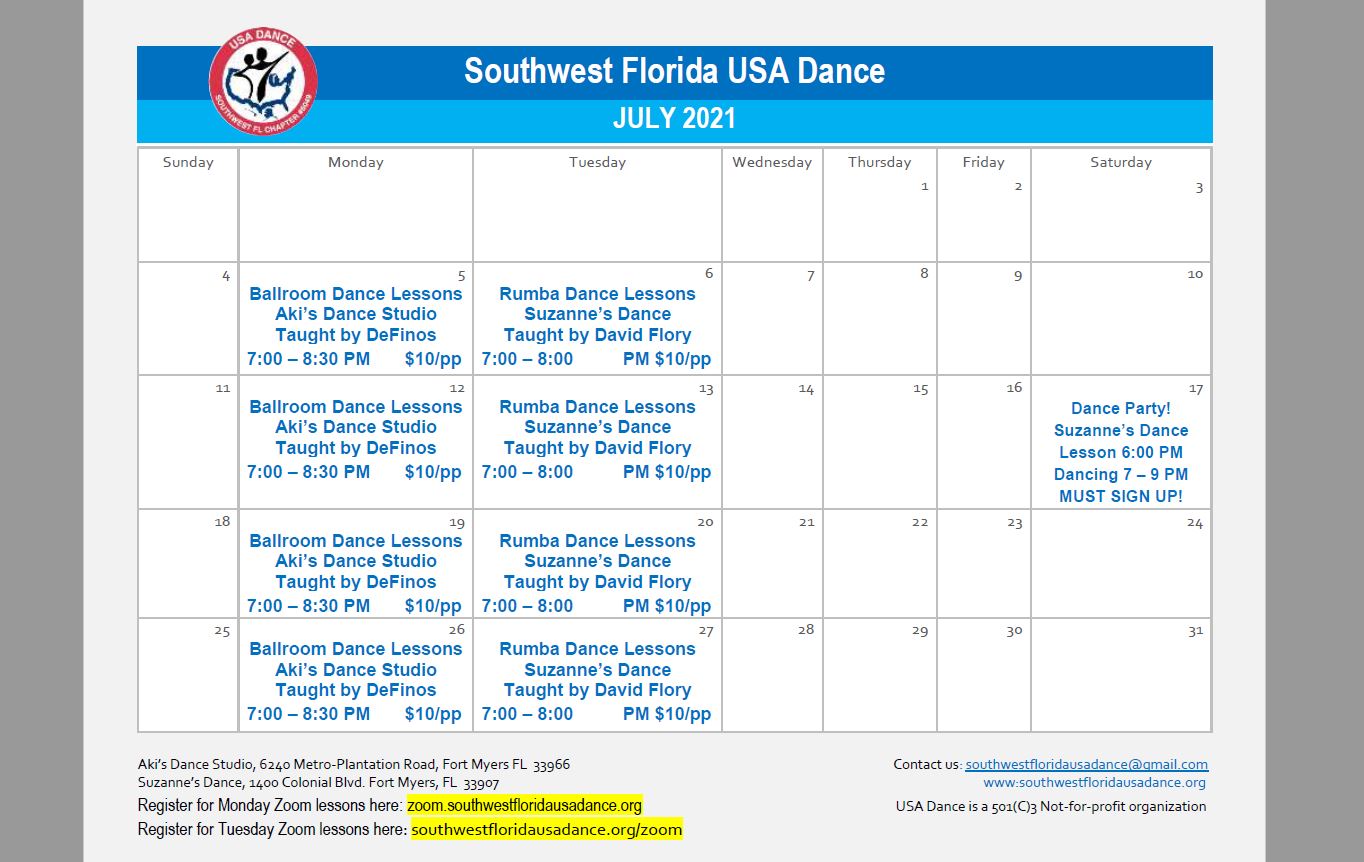 USA DANCE
SOUTHWEST FL CHAPTER #6049
Southwest Florida USA Dance
JULY 2021
Sunday Monday Tuesday Wednesday Thursday Friday Saturday
1 2 3
4 5 6 7 8 9 10
Ballroom Dance Lessons
Aki’s Dance Studio
Taught by DeFinos
7:00 – 8:30 PM $10/pp
Rumba Dance Lessons
Suzanne’s Dance
Taught by David Flory
7:00 – 8:00 PM $10/pp
11 12 13 14 15 16 17
Ballroom Dance Lessons
Aki’s Dance Studio
Taught by DeFinos
7:00 – 8:30 PM $10/pp
Rumba Dance Lessons
Suzanne’s Dance
Taught by David Flory
7:00 – 8:00 PM $10/pp
Dance Party!
Suzanne’s Dance
Lesson 6:00 PM
Dancing 7 – 9 PM
MUST SIGN UP!
18 19 20 21 22 23 24
Ballroom Dance Lessons
Aki’s Dance Studio
Taught by DeFinos
7:00 – 8:30 PM $10/pp
Rumba Dance Lessons
Suzanne’s Dance
Taught by David Flory
7:00 – 8:00 PM $10/pp
25 26 27 28 29 30 31
Ballroom Dance Lessons
Aki’s Dance Studio
Taught by DeFinos
7:00 – 8:30 PM $10/pp
Rumba Dance Lessons
Suzanne’s Dance
Taught by David Flory
7:00 – 8:00 PM $10/pp
Aki’s Dance Studio, 6240 Metro-Plantation Road, Fort Myers FL 33966
Suzanne’s Dance, 1400 Colonial Blvd. Fort Myers, FL 33907
Register for Monday Zoom lessons here: zoom.southwestfloridausadance.org
Register for Tuesday Zoom lessons here: southwestfloridausadance.org/zoom
Contact us: southwestfloridausadance@gmail.com
www:southwestfloridausadance.org
USA Dance is a 501(C)3 Not-for-profit organization